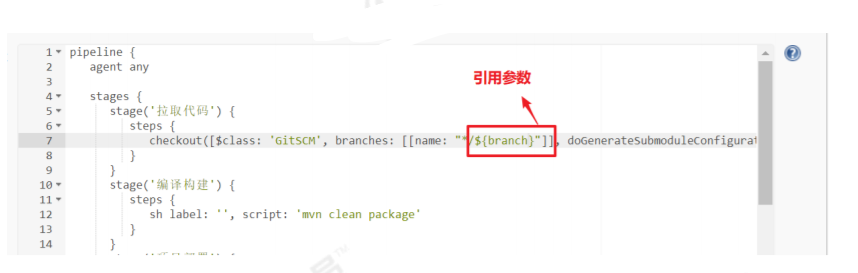 引用参数
1 pipeline {
2 agent any
3
4 stages {
5 stage('拉取代码') {
6 steps {
7 checkout([$class: 'GitSCM', branches: [[name: "*/${branch}"]], doGenerateSubmoduleConfigurat
8 }
9 }
10 stage('编译构建') {
11 steps {
12 sh label: '', script: 'mvn clean package'
13 }
14 }